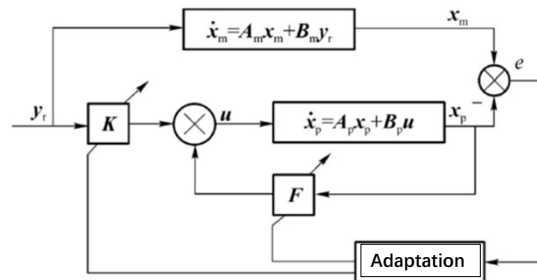 ẋₘ=Aₘxₘ+Bₘyᵣ
xₘ
e
yᵣ
K
u
ẋₚ=Aₚxₚ+Bₚu
xₚ
−
F
Adaptation